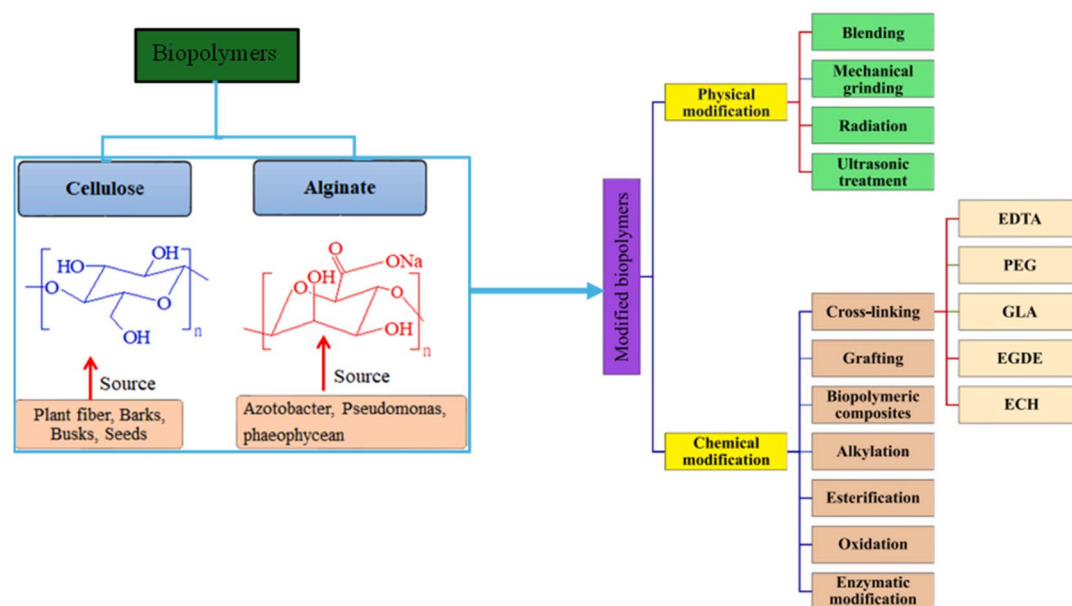 Biopolymers
Cellulose
Alginate
HO
OH
O
O
OH
n
O
ONa
OH
O
O
OH
n
Source
Source
Plant fiber, Barks,
Busks, Seeds
Azotobacter, Pseudomonas,
phaeophycean
Modified biopolymers
Physical
modification
Blending
Mechanical
grinding
Radiation
Ultrasonic
treatment
Chemical
modification
Cross-linking
Grafting
Biopolymeric
composites
Alkylation
Esterification
Oxidation
Enzymatic
modification
EDTA
PEG
GLA
EGDE
ECH